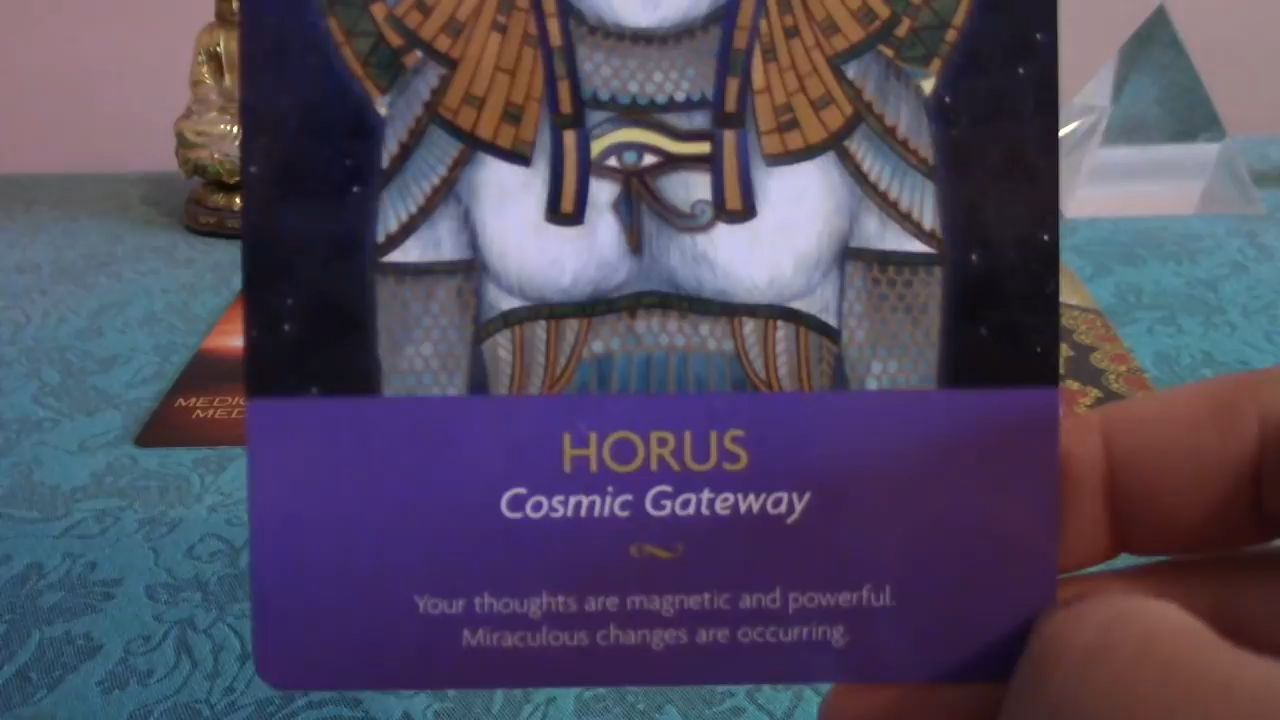 HORUS
Cosmic Gateway
Your thoughts are magnetic and powerful.
Miraculous changes are occurring.